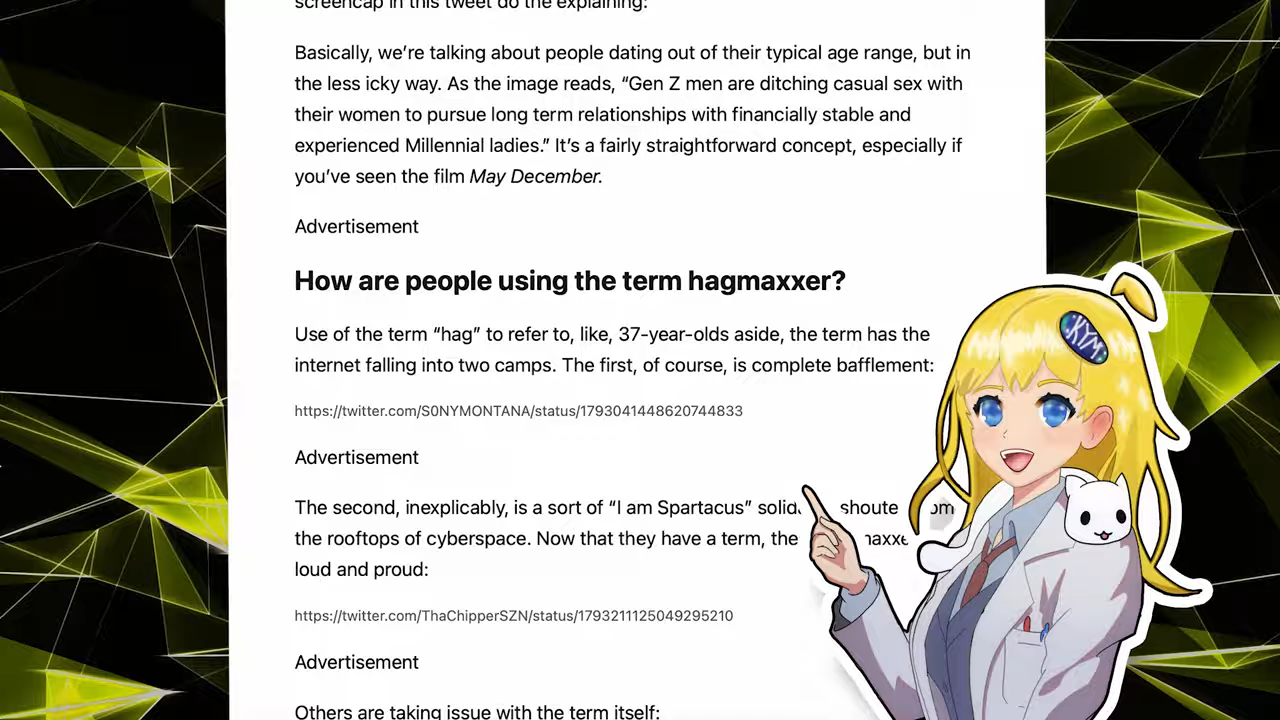 screencap in this tweet do the explaining:
Basically, we’re talking about people dating out of their typical age range, but in
the less icky way. As the image reads, “Gen Z men are ditching casual sex with
their women to pursue long term relationships with financially stable and
experienced Millennial ladies.” It’s a fairly straightforward concept, especially if
you’ve seen the film May December.
Advertisement
How are people using the term hagmaxxer?
Use of the term “hag” to refer to, like, 37-year-olds aside, the term has the
internet falling into two camps. The first, of course, is complete bafflement:
https://twitter.com/S0NYMONTANA/status/1793041448620744833
Advertisement
The second, inexplicably, is a sort of “I am Spartacus” shoute
the rooftops of cyberspace. Now that they have a term, the
loud and proud:
https://twitter.com/ThaChipperSZN/status/1793211125049295210
Advertisement
Others are taking issue with the term itself:
KYM